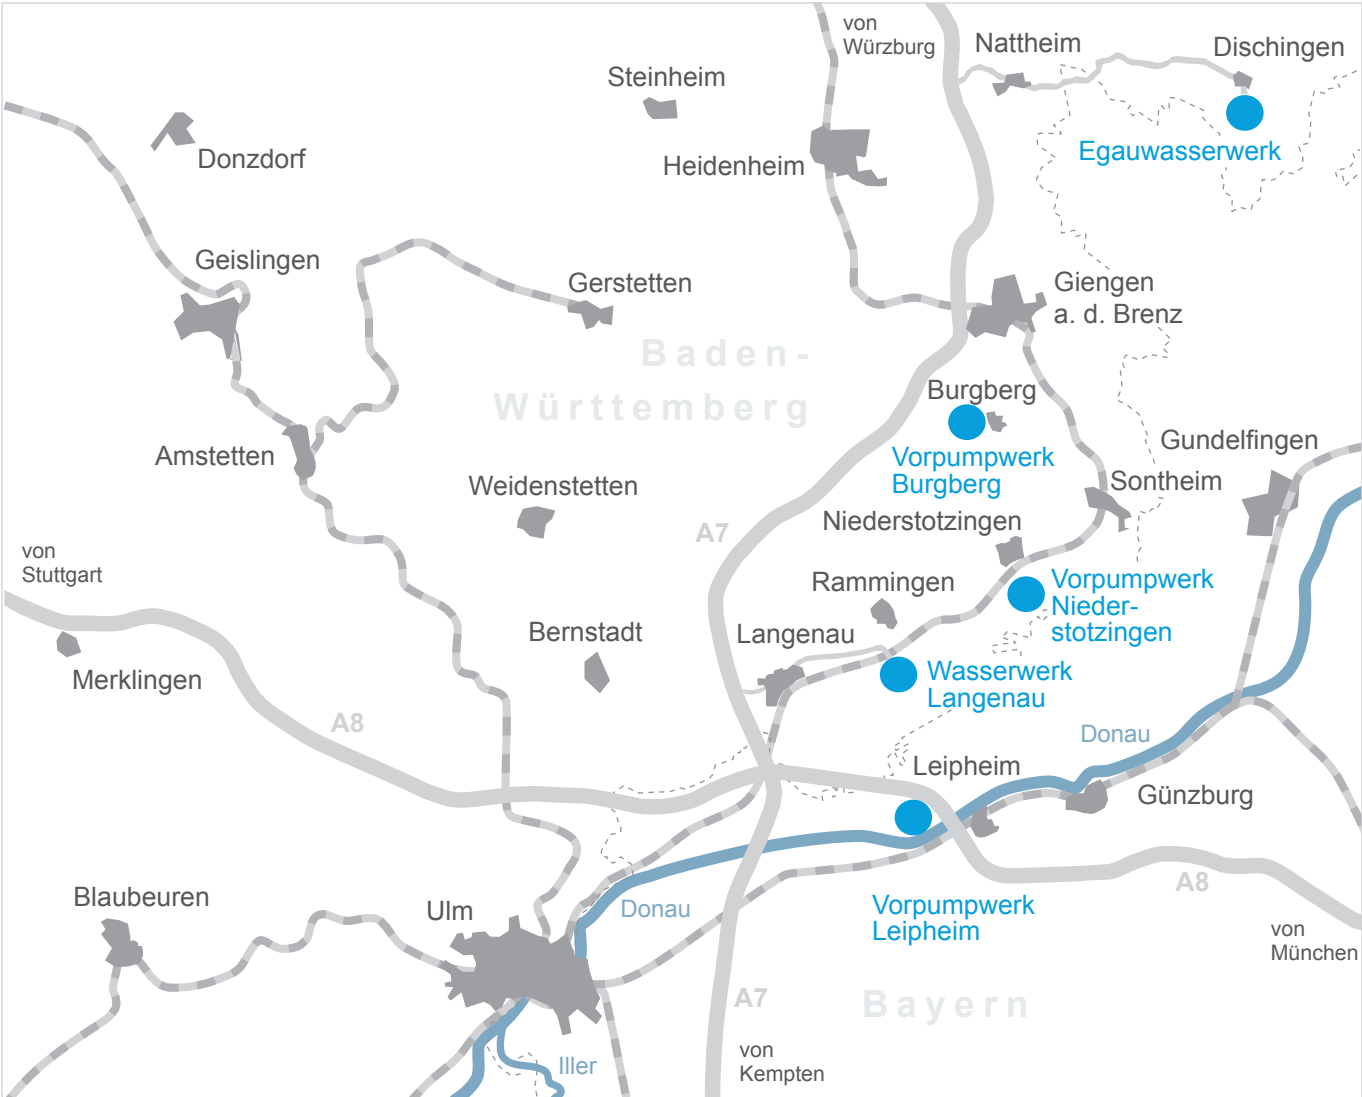 von
Würzburg
Nattheim
Dischingen
Steinheim
Egauwasserwerk
Donzdorf
Heidenheim
Geislingen
Gerstetten
Giengen
a. d. Brenz
Baden-
Württemberg
Burgberg
Vorpumpwerk
Burgberg
Gundelfingen
Amstetten
Weidenstetten
Sontheim
Niederstotzingen
A7
von
Stuttgart
Rammingen
Vorpumpwerk
Nieder-
stotzingen
Bernstadt
Langenau
Merklingen
Wasserwerk
Langenau
A8
Donau
Leipheim
Günzburg
Blaubeuren
Ulm
Donau
Vorpumpwerk
Leipheim
A8
von
München
A7
Bayern
von
Kempten
Iller